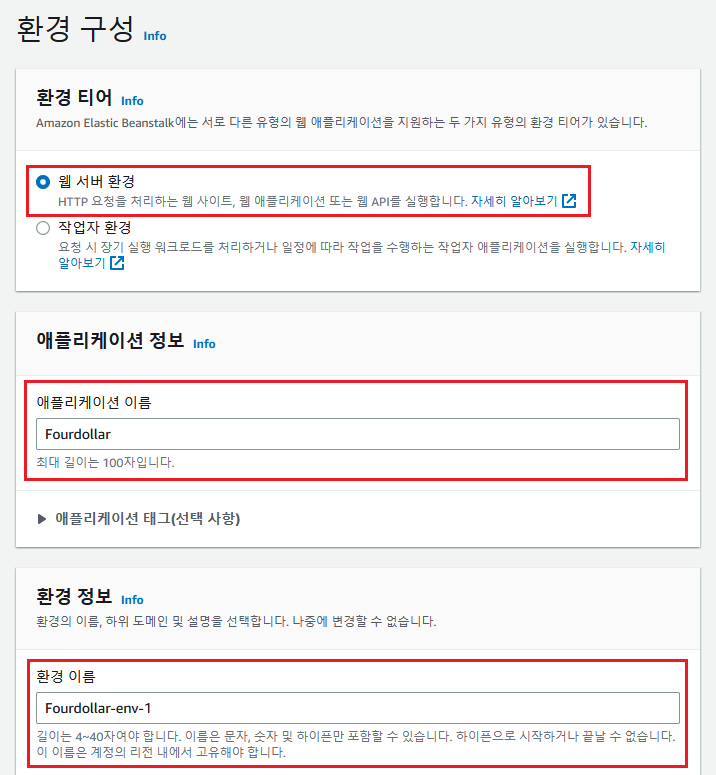 환경 구성 Info
환경 티어 Info
Amazon Elastic Beanstalk에는 서로 다른 유형의 웹 애플리케이션을 지원하는 두 가지 유형의 환경 티어가 있습니다.
웹 서버 환경
HTTP 요청을 처리하는 웹 사이트, 웹 애플리케이션 또는 웹 API를 실행합니다. 자세히 알아보기
작업자 환경
요청 시 장기 실행 워크로드를 처리하거나 일정에 따라 작업을 수행하는 작업자 애플리케이션을 실행합니다. 자세히
알아보기
애플리케이션 정보 Info
애플리케이션 이름
Fourdollar
최대 길이는 100자입니다.
애플리케이션 태그(선택 사항)
환경 정보 Info
환경의 이름, 하위 도메인 및 설명을 선택합니다. 나중에 변경할 수 없습니다.
환경 이름
Fourdollar-env-1
길이는 4~40자여야 합니다. 이름은 문자, 숫자 및 하이픈만 포함할 수 있습니다. 하이픈으로 시작하거나 끝날 수 없습니다.
이 이름은 계정의 리전 내에서 고유해야 합니다.